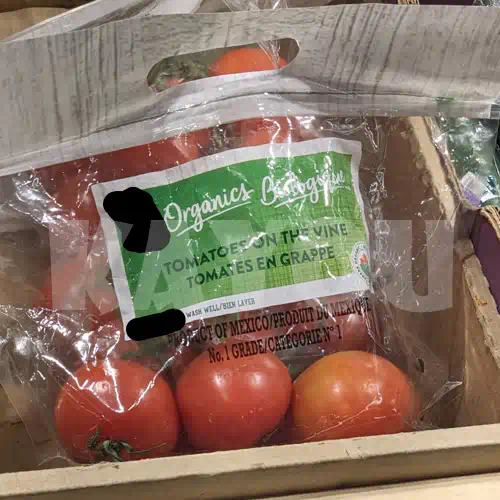 Organics Biologique
TOMATOES ON THE VINE
TOMATES EN GRAPPE
WASH WELL/BIEN LAVER
PRODUCT OF MEXICO/PRODUIT DU MEXIQUE
No. 1 GRADE/CATEGORIE N° 1